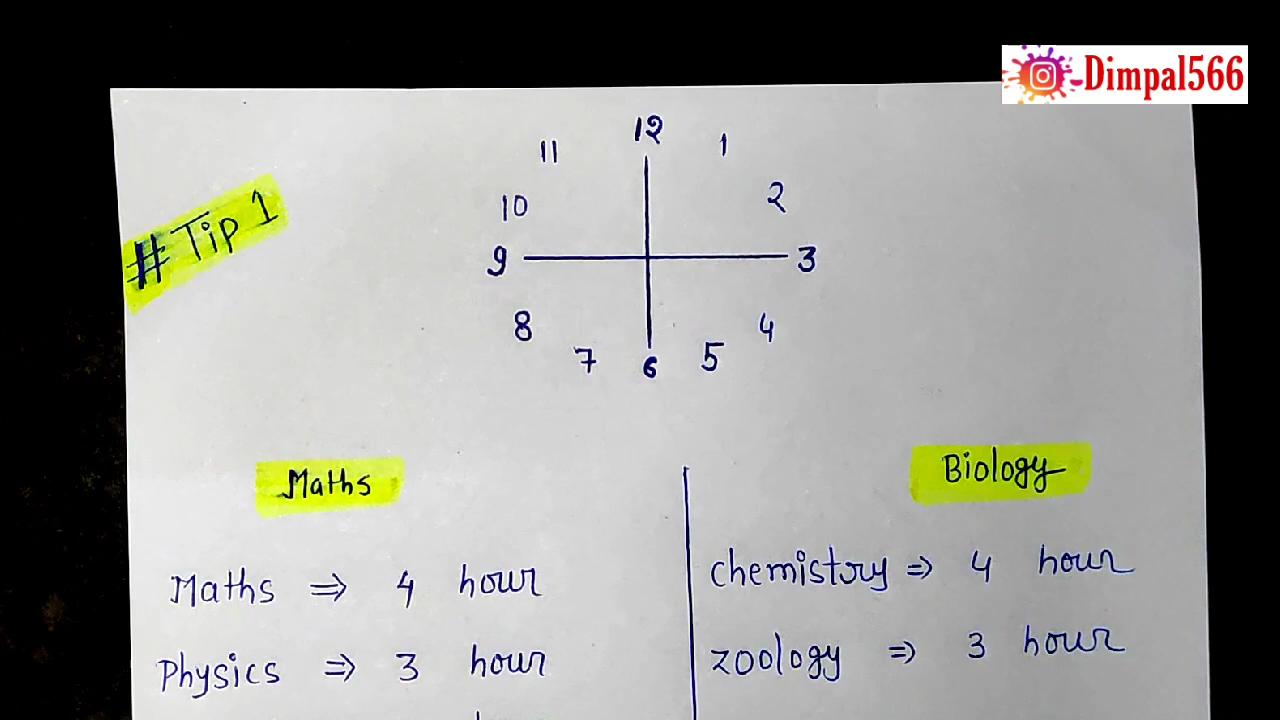 Dimpal566
12
11 1
10 2
9 3
8 4
7 6 5
# Tip 1
Maths
Maths ⇒ 4 hour
Physics ⇒ 3 hour
Biology
chemistory ⇒ 4 hour
zoology ⇒ 3 hour